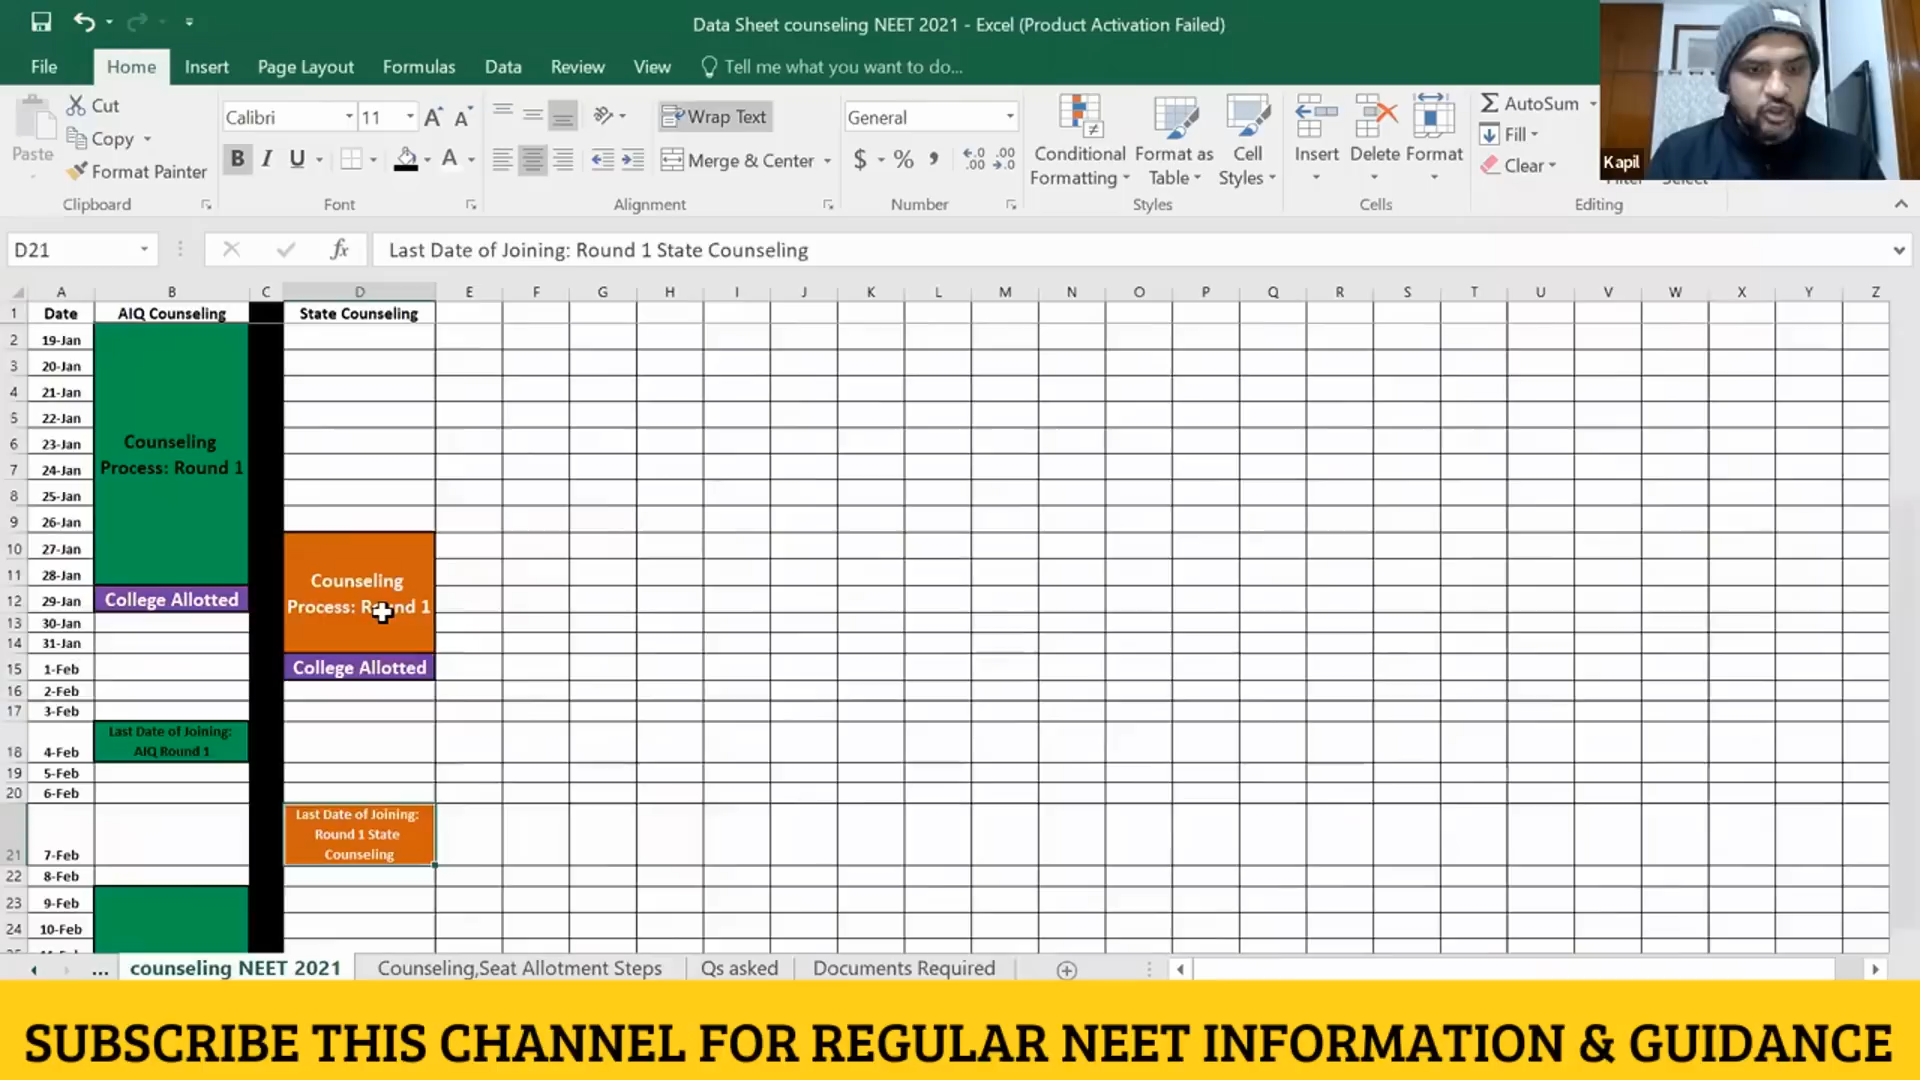 Data Sheet counseling NEET 2021 - Excel (Product Activation Failed)
File Home Insert Page Layout Formulas Data Review View Tell me what you want to do...
Paste
Cut
Copy
Format Painter
Clipboard
Calibri 11
B I U
Font
Wrap Text
Merge & Center
Alignment
General
$ % ,
Number
Conditional Formatting
Format as Table
Cell Styles
Styles
Insert Delete Format
Cells
AutoSum
Fill
Clear
Editing
Kapil
D21 fx Last Date of Joining: Round 1 State Counseling
A B C D E F G H I J K L M N O P Q R S T U V W X Y Z
1 Date AIQ Counseling State Counseling
2 19-Jan
3 20-Jan
4 21-Jan
5 22-Jan
6 23-Jan
7 24-Jan
8 25-Jan
9 26-Jan
10 27-Jan
11 28-Jan
12 29-Jan
13 30-Jan
14 31-Jan
15 1-Feb
16 2-Feb
17 3-Feb
18 4-Feb
19 5-Feb
20 6-Feb
21 7-Feb
22 8-Feb
23 9-Feb
24 10-Feb
Counseling
Process: Round 1
College Allotted
Last Date of Joining:
AIQ Round 1
Counseling
Process: Round 1
College Allotted
Last Date of Joining:
Round 1 State
Counseling
... counseling NEET 2021 Counseling,Seat Allotment Steps Qs asked Documents Required
SUBSCRIBE THIS CHANNEL FOR REGULAR NEET INFORMATION & GUIDANCE